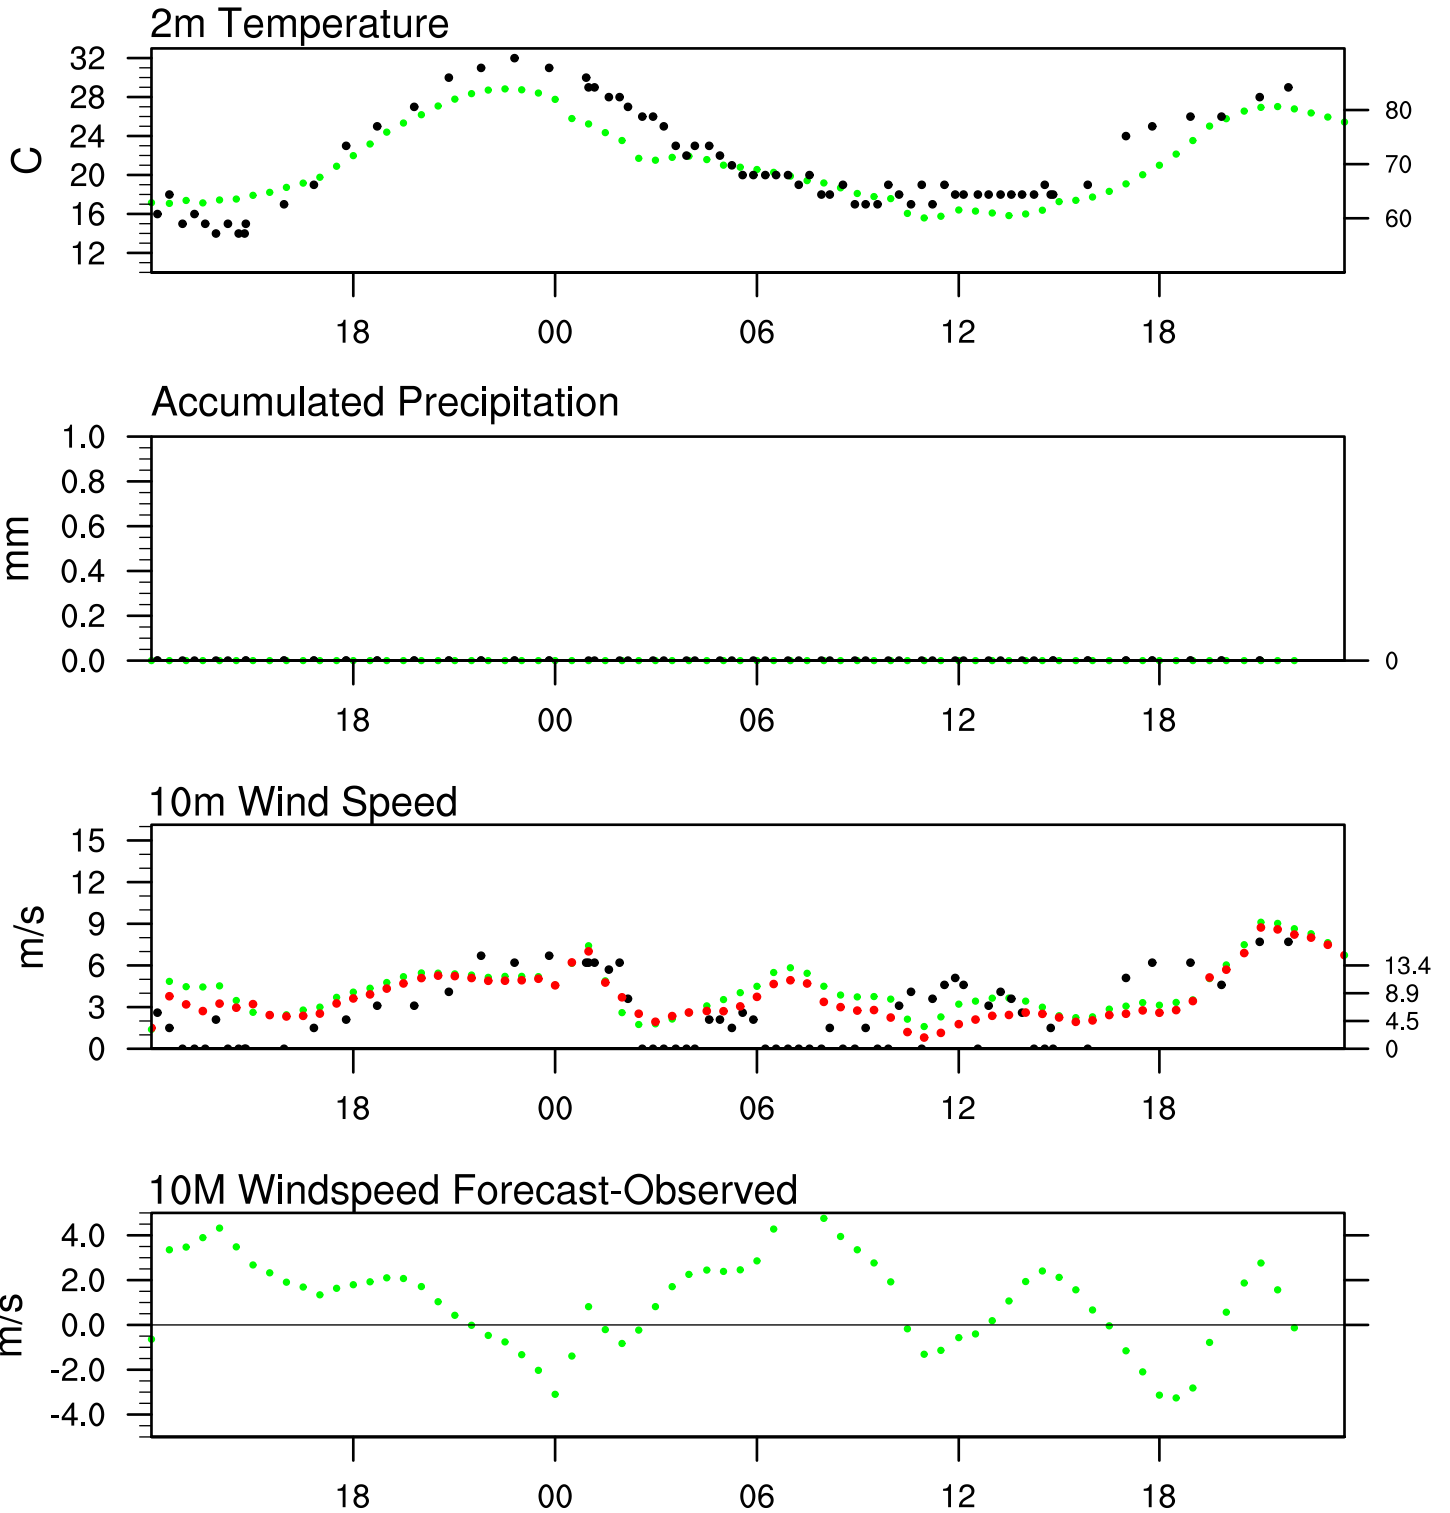 2m Temperature
32
28
24
20
16
12
C
80
70
60
18 00 06 12 18
Accumulated Precipitation
1.0
0.8
0.6
0.4
0.2
0.0
mm
0
18 00 06 12 18
10m Wind Speed
15
12
9
6
3
0
m/s
13.4
8.9
4.5
0
18 00 06 12 18
10M Windspeed Forecast-Observed
4.0
2.0
0.0
-2.0
-4.0
m/s
18 00 06 12 18